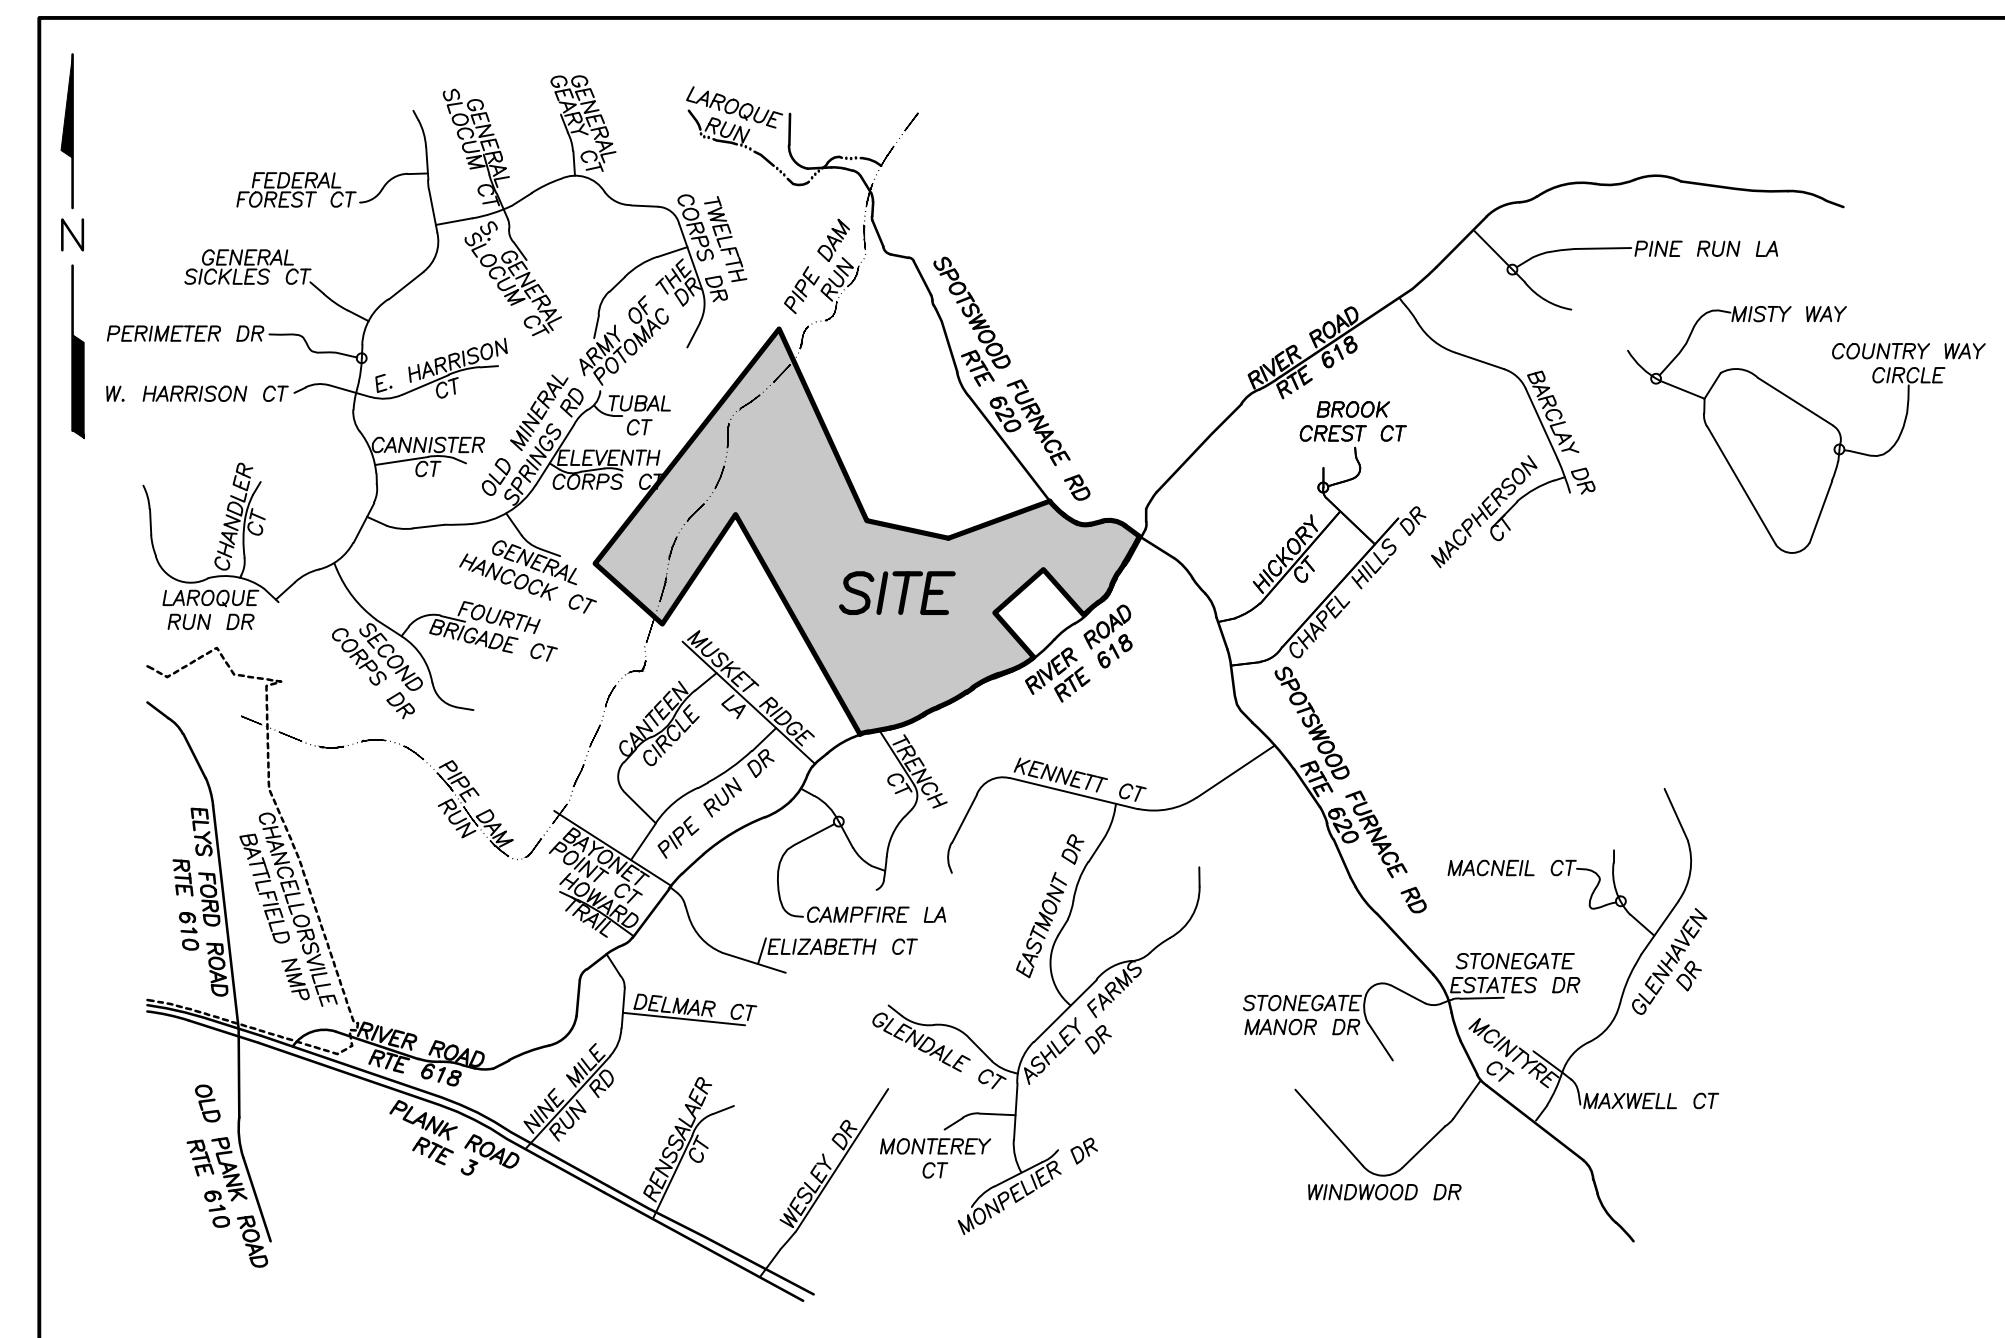 N
LAROQUE
RUN
GENERAL
SLOCUM CT
GENERAL
GEARY CT
FEDERAL
FOREST CT
S. GENERAL
SLOCUM CT
TWELFTH
CORPS DR
GENERAL
SICKLES CT
PERIMETER DR
W. HARRISON CT
E. HARRISON
CT
ARMY OF THE
POTOMAC DR
OLD MINERAL
SPRINGS RD
TUBAL
CT
CANNISTER
CT
ELEVENTH
CORPS CT
CHANDLER
CT
GENERAL
HANCOCK CT
LAROQUE
RUN DR
FOURTH
BRIGADE CT
SECOND
CORPS DR
PIPE DAM
RUN
SPOTSWOOD FURNACE RD
RTE 620
SITE
RIVER ROAD
RTE 618
RIVER ROAD
RTE 618
PINE RUN LA
MISTY WAY
COUNTRY WAY
CIRCLE
BROOK
CREST CT
BARCLAY DR
MACPHERSON
CT
HICKORY
CT
CHAPEL HILLS DR
MUSKET RIDGE
LA
CANTEEN
CIRCLE
PIPE RUN DR
TRENCH
CT
KENNETT CT
SPOTSWOOD FURNACE RD
RTE 620
PIPE DAM
RUN
BAYONET
POINT CT
HOWARD
TRAIL
ELYS FORD ROAD
RTE 610
CHANCELLORSVILLE
BATTLFIELD NMP
CAMPFIRE LA
ELIZABETH CT
EASTMONT DR
MACNEIL CT
GLENHAVEN
DR
STONEGATE
ESTATES DR
STONEGATE
MANOR DR
DELMAR CT
GLENDALE CT
ASHLEY FARMS
DR
MCINTYRE
CT
MAXWELL CT
RIVER ROAD
RTE 618
NINE MILE
RUN RD
PLANK ROAD
RTE 3
OLD PLANK ROAD
RTE 610
RENSSALAER
CT
WESLEY DR
MONTEREY
CT
MONPELIER DR
WINDWOOD DR